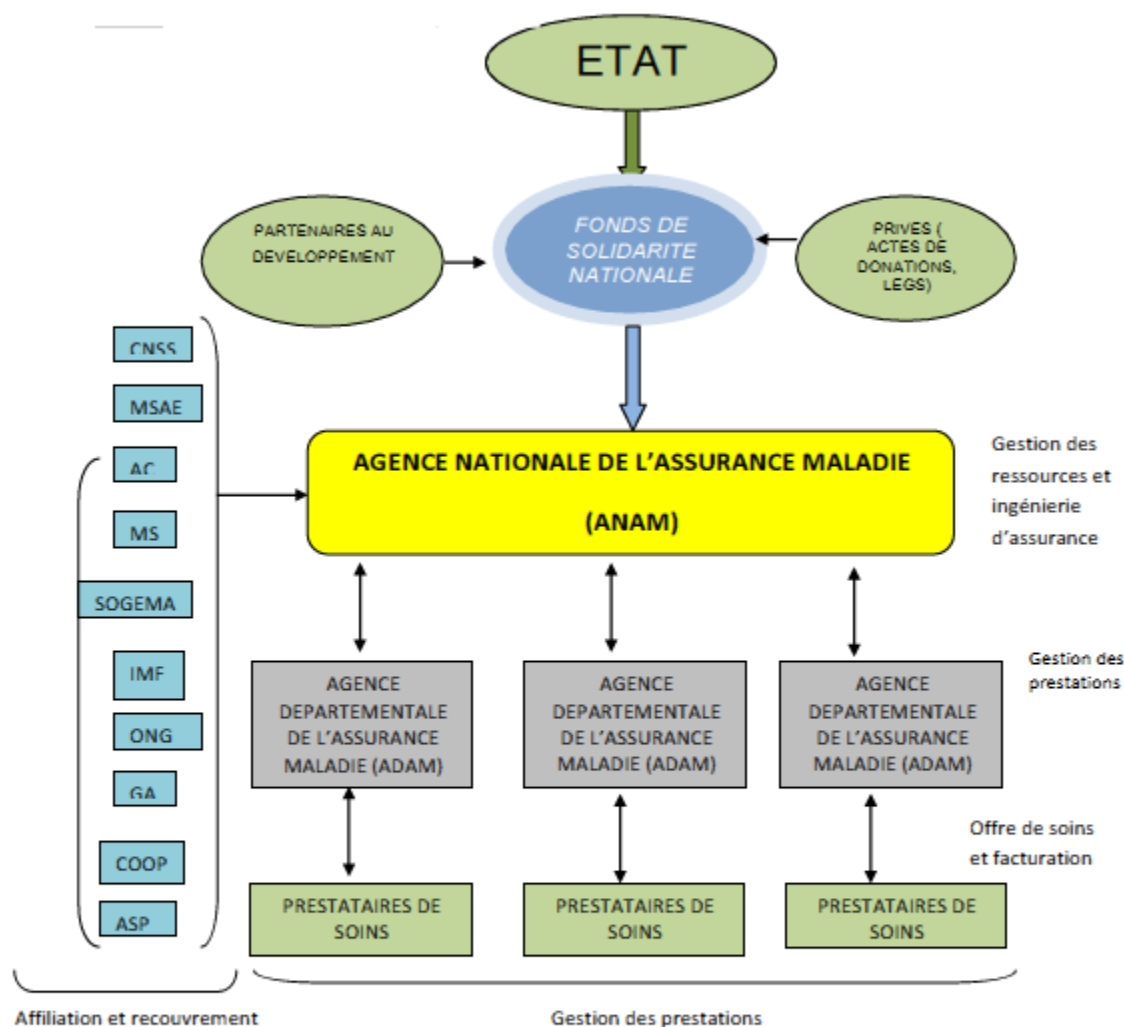 ETAT
PARTENAIRES AU
DEVELOPPEMENT
FONDS DE
SOLIDARITE
NATIONALE
PRIVES (
ACTES DE
DONATIONS,
LEGS)
CNSS
MSAE
AC
MS
SOGEMA
IMF
ONG
GA
COOP
ASP
AGENCE NATIONALE DE L’ASSURANCE MALADIE
(ANAM)
Gestion des
ressources et
ingénierie
d’assurance
AGENCE
DEPARTEMENTALE
DE L’ASSURANCE
MALADIE (ADAM)
AGENCE
DEPARTEMENTALE
DE L’ASSURANCE
MALADIE (ADAM)
AGENCE
DEPARTEMENTALE
DE L’ASSURANCE
MALADIE (ADAM)
Gestion des
prestations
Offre de soins
et facturation
PRESTATAIRES DE
SOINS
PRESTATAIRES DE
SOINS
PRESTATAIRES DE
SOINS
Affiliation et recouvrement
Gestion des prestations